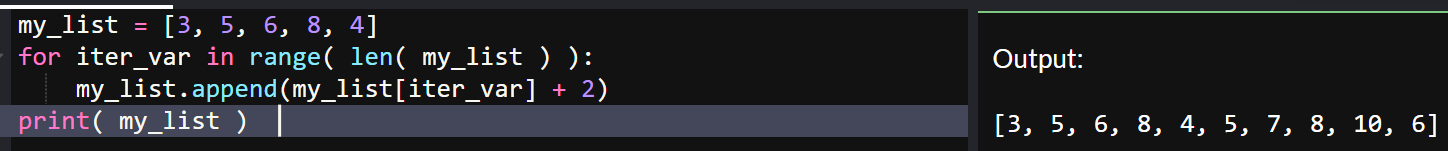 my_list = [3, 5, 6, 8, 4]
for iter_var in range( len( my_list ) ):
    my_list.append(my_list[iter_var] + 2)
print( my_list )
Output:
[3, 5, 6, 8, 4, 5, 7, 8, 10, 6]